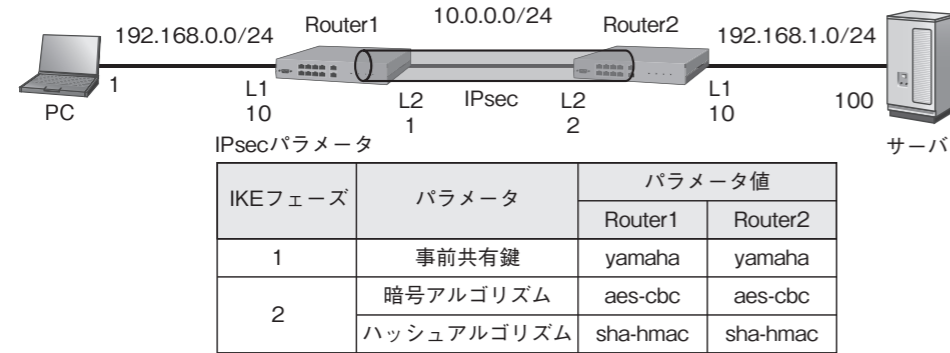 192.168.0.0/24
Router1
10.0.0.0/24
Router2
192.168.1.0/24
1
PC
L1
10
L2
1
IPsec
L2
2
L1
10
100
サーバ
IPsecパラメータ
IKEフェーズ パラメータ パラメータ値
Router1 Router2
1 事前共有鍵 yamaha yamaha
2 暗号アルゴリズム aes-cbc aes-cbc
ハッシュアルゴリズム sha-hmac sha-hmac